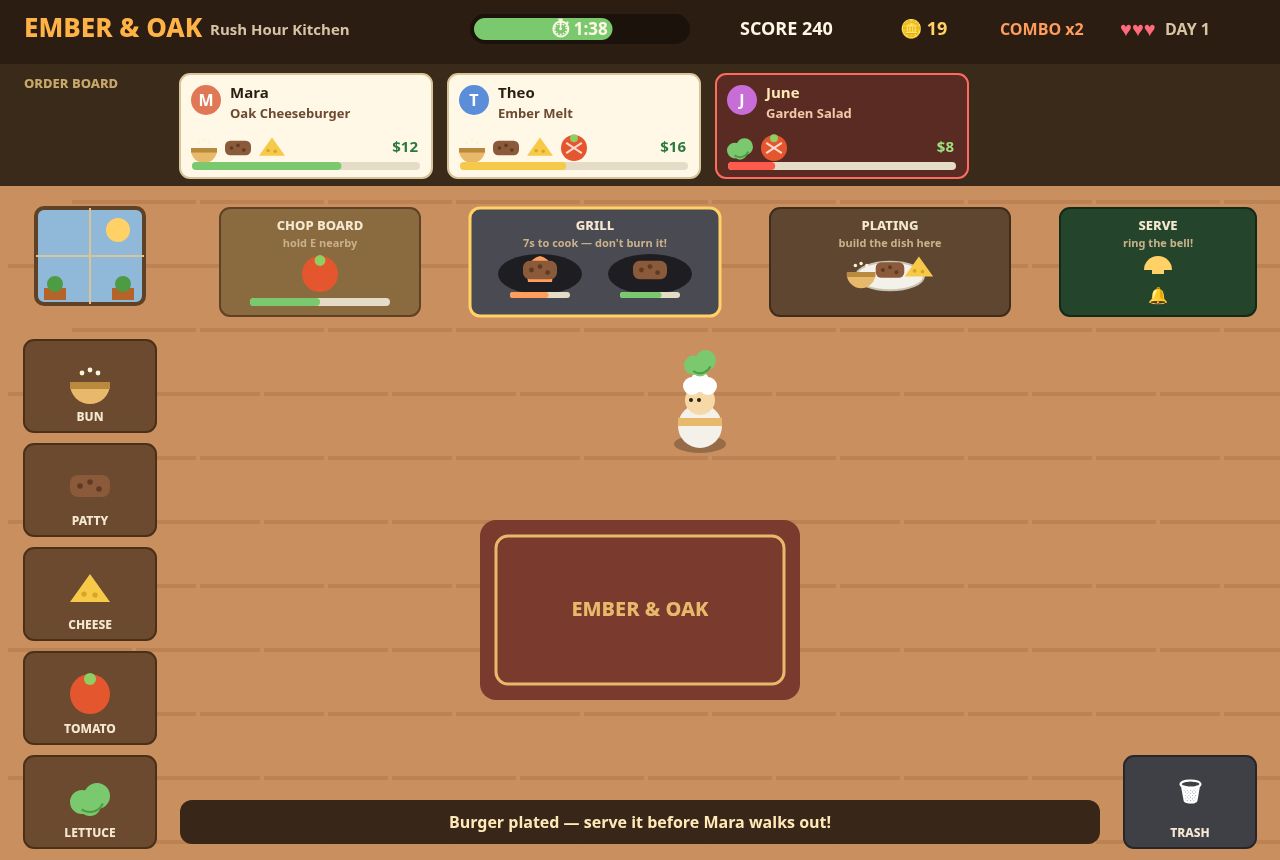 EMBER & OAK Rush Hour Kitchen
1:38
SCORE 240
19
COMBO x2
♥♥♥ DAY 1
ORDER BOARD
M
Mara
Oak Cheeseburger
$12
T
Theo
Ember Melt
$16
J
June
Garden Salad
$8
CHOP BOARD
hold E nearby
GRILL
7s to cook — don't burn it!
PLATING
build the dish here
SERVE
ring the bell!
BUN
PATTY
CHEESE
TOMATO
LETTUCE
EMBER & OAK
Burger plated — serve it before Mara walks out!
TRASH